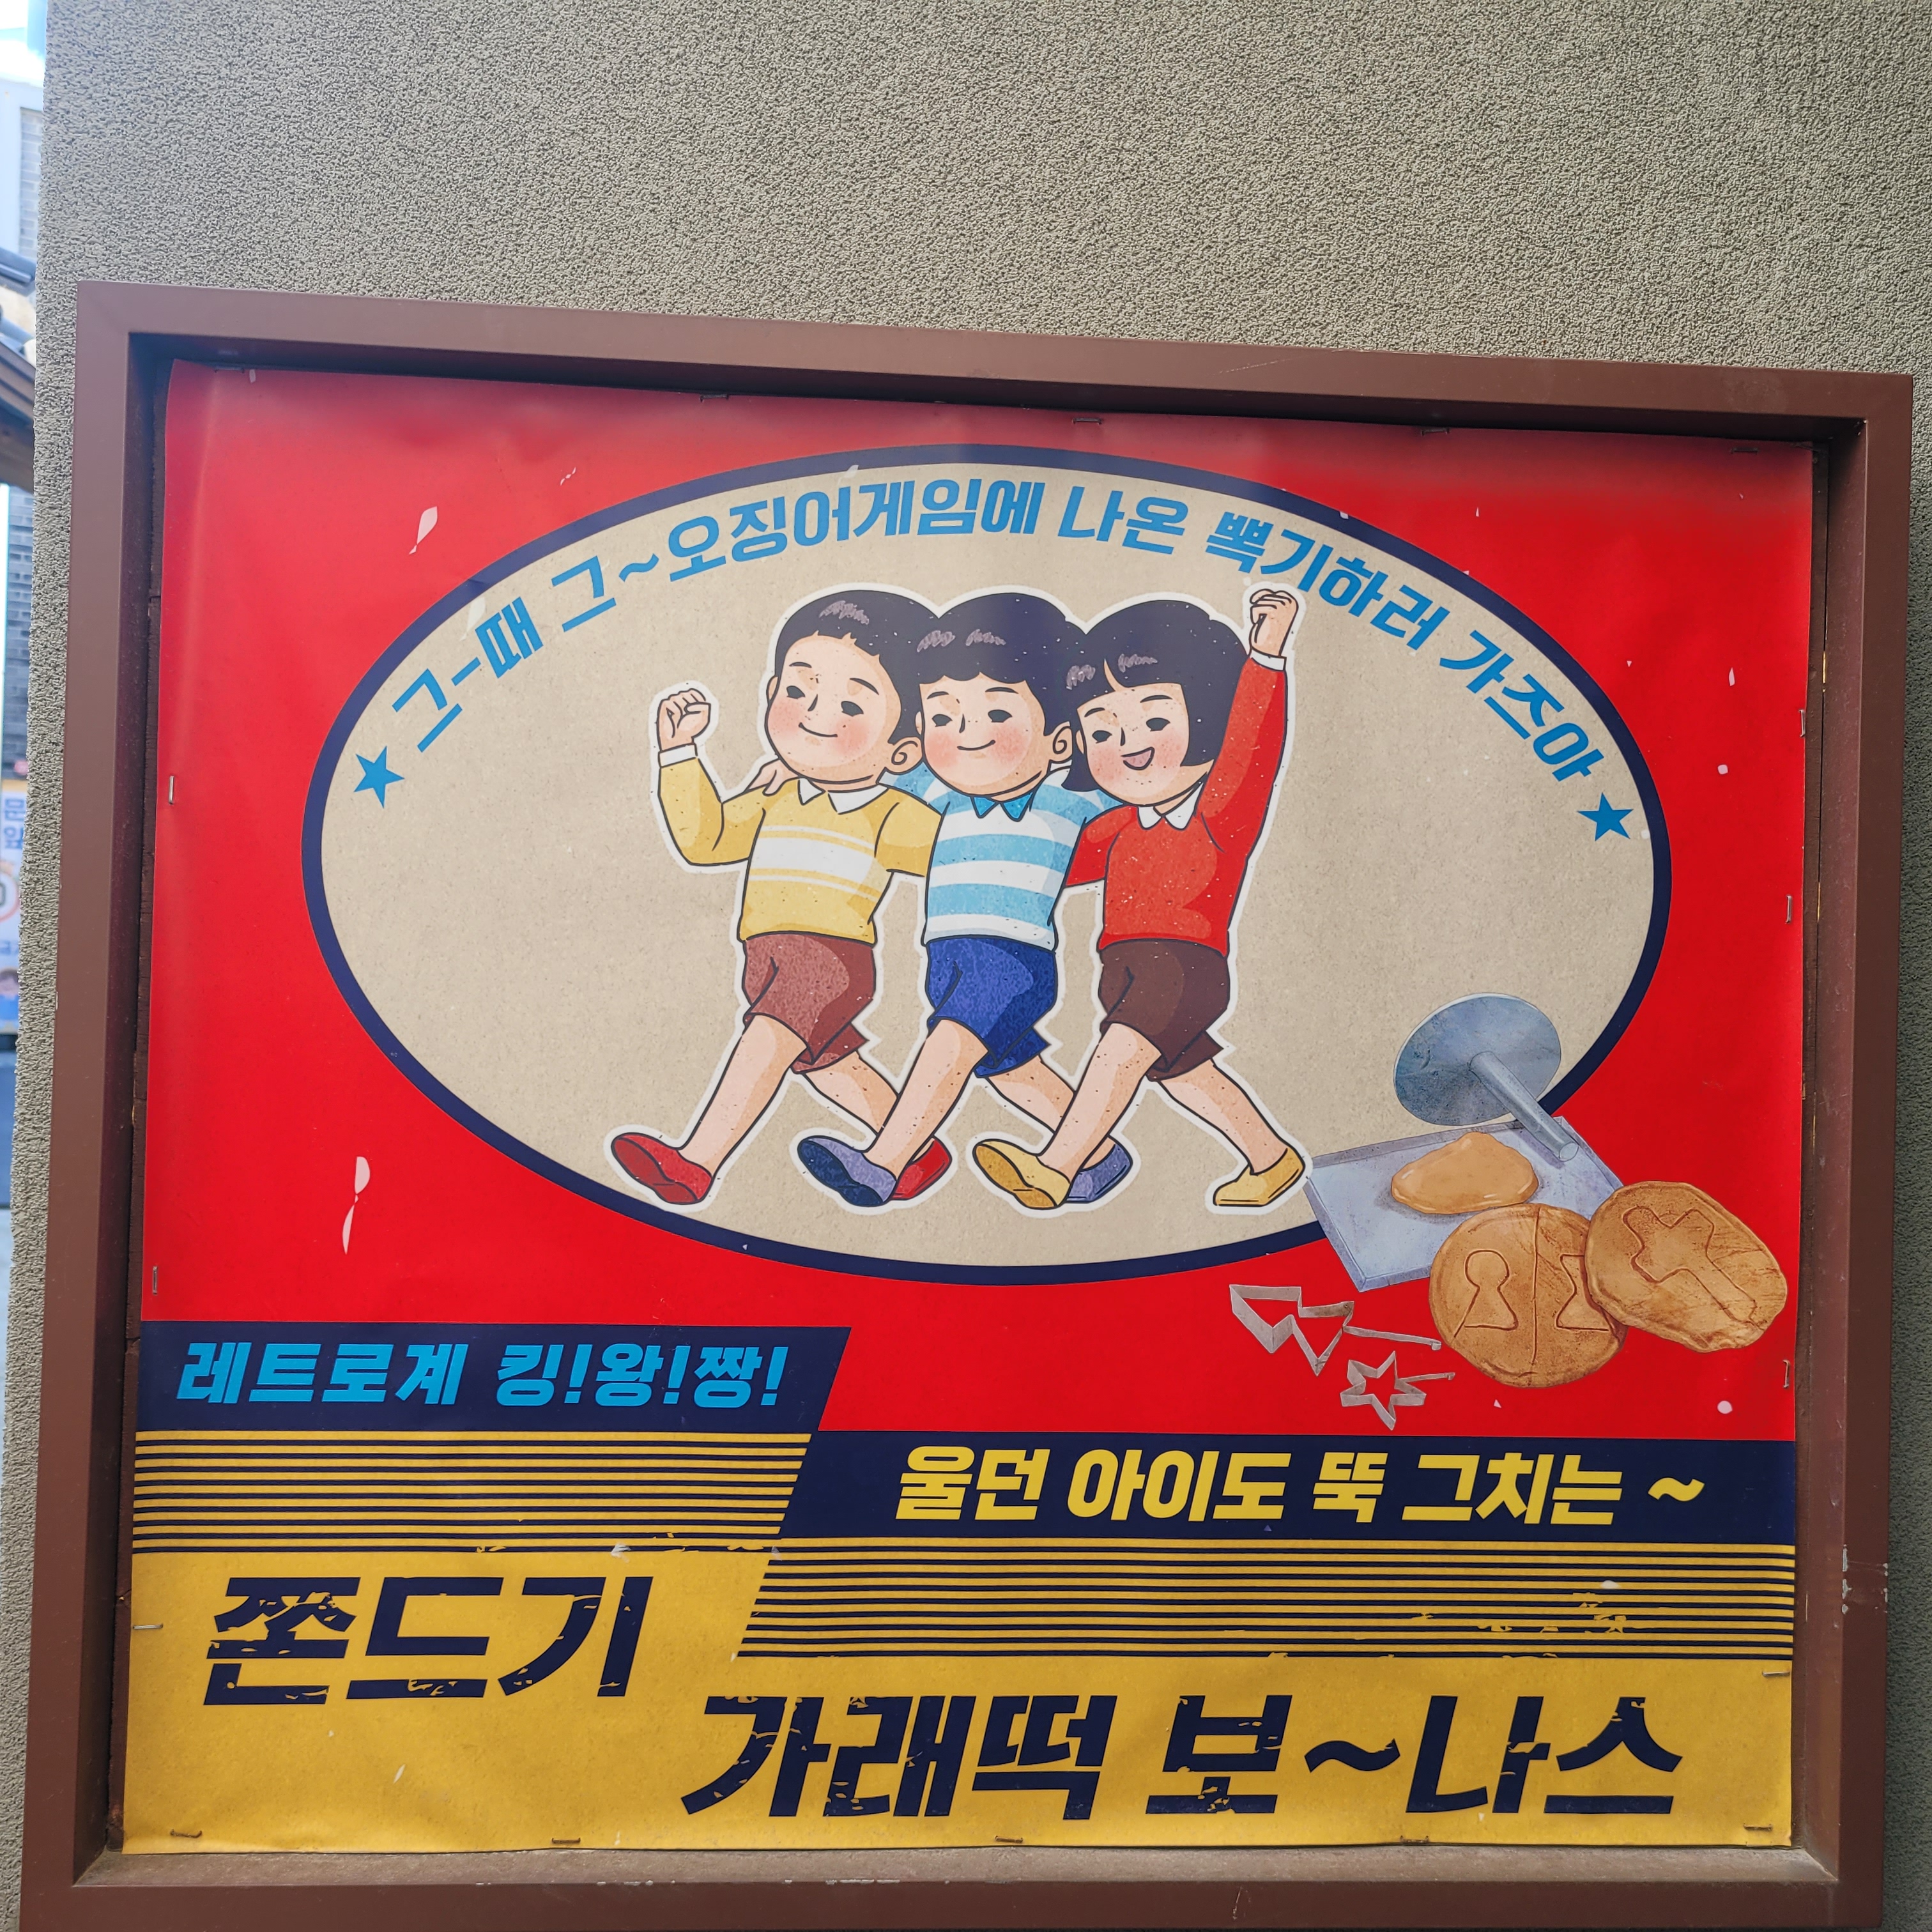 ★ 그-때 그~오징어게임에 나온 뽁기하러 가즈아 ★
레트로계 킹!왕!짱!
울던 아이도 뚝 그치는 ~
쫀드기
가래떡 보~나스